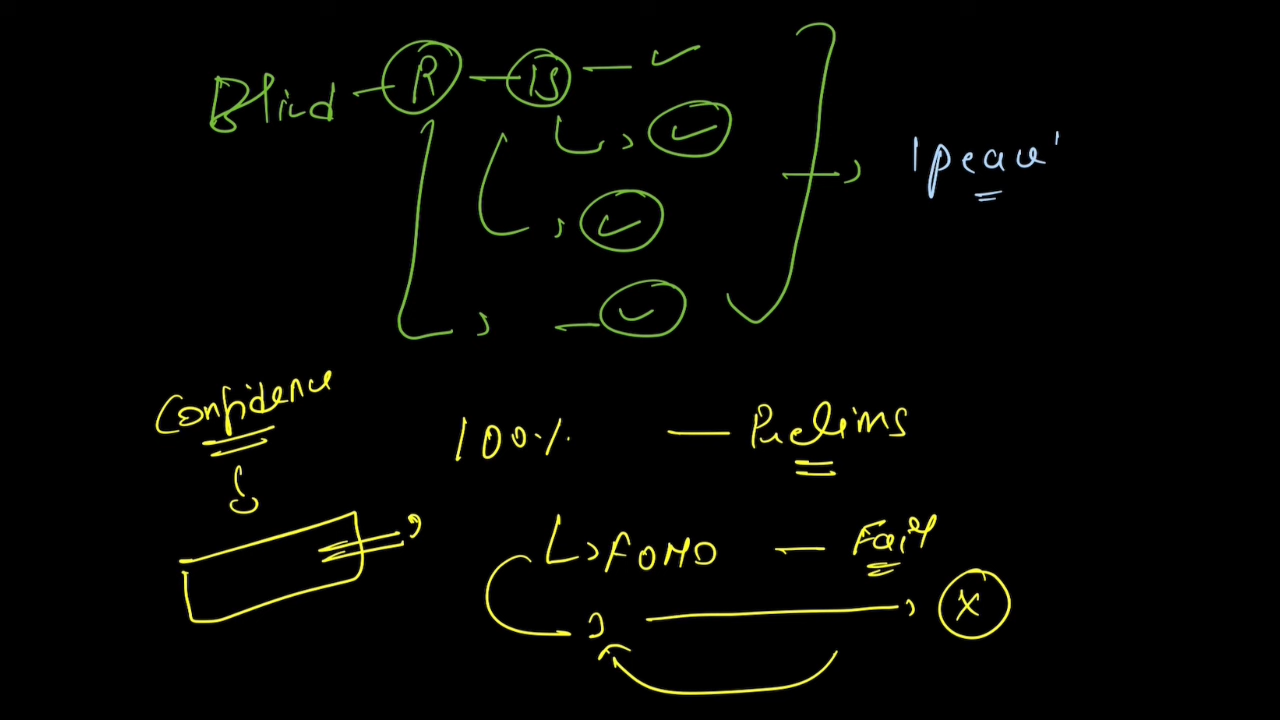 Blind – R – IS – ✓
✓
✓
✓
'peace'
Confidence
100% – Prelims
FOMO – Fail
X